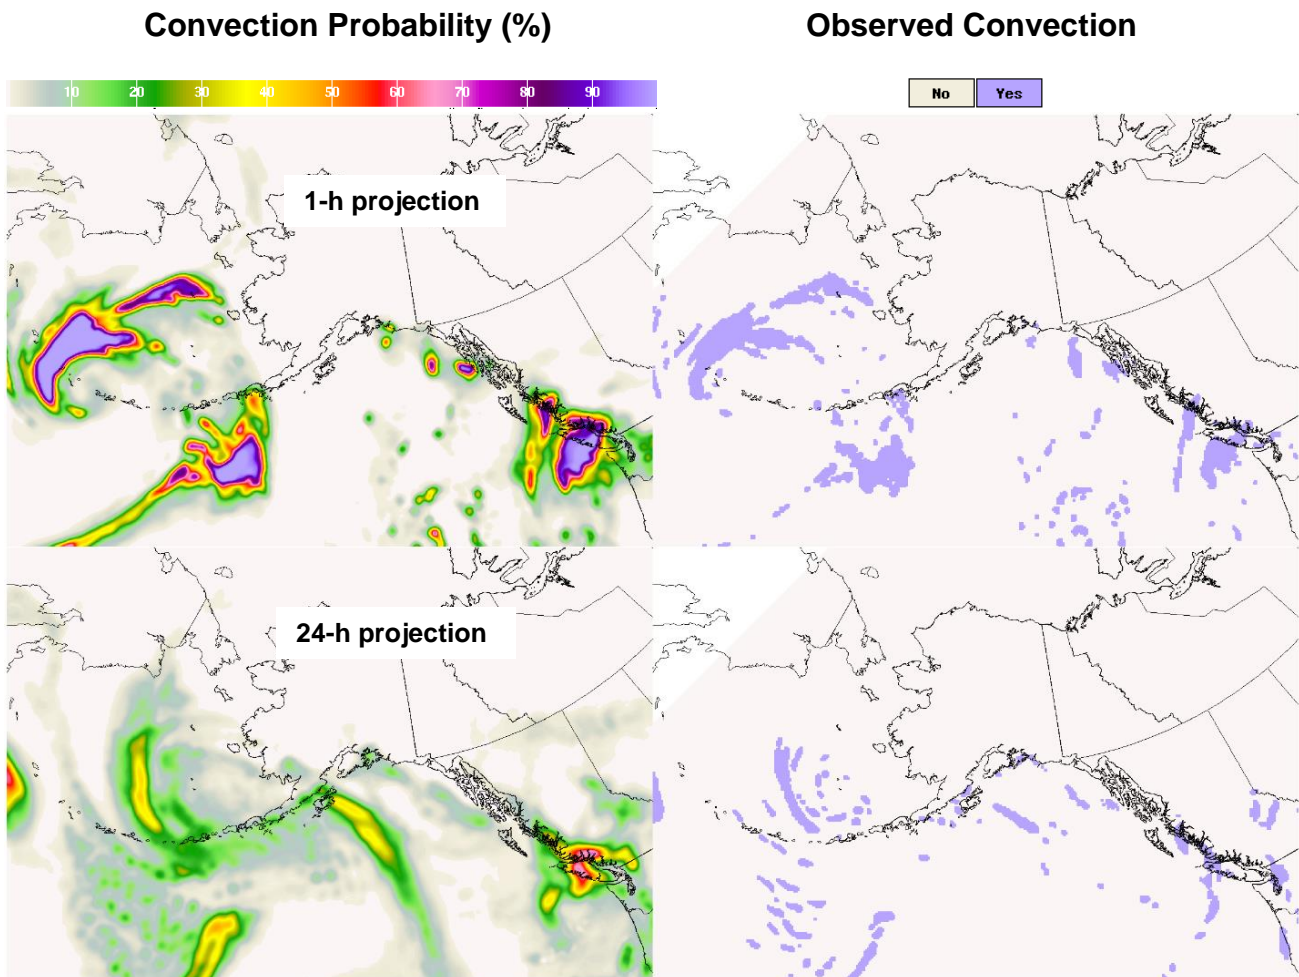 Convection Probability (%)
Observed Convection
10 20 30 40 50 60 70 80 90
No Yes
1-h projection
24-h projection